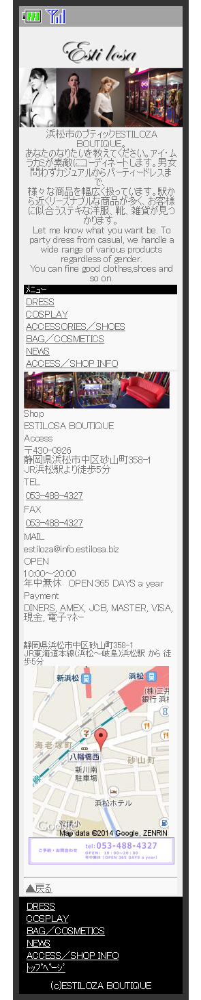 Esti losa
浜松市のブティックESTILOZA
BOUTIQUE。
あなたのなりたいを教えてください。アイ・ム
ラカミが素敵にコーディネートします。男女
問わずカジュアルからパーティードレスま
で、
様々な商品を幅広く扱っています。駅か
ら近くリーズナブルな商品が多く、お客様
に似合うステキな洋服、靴、雑貨が見つ
かります。
Let me know what you want be. To
party dress from casual, we handle a
wide range of various products
regardless of gender.
You can fine good clothes,shoes and
so on.
メニュー
DRESS
COSPLAY
ACCESSORIES／SHOES
BAG／COSMETICS
NEWS
ACCESS／SHOP INFO
Shop
ESTILOSA BOUTIQUE
Access
〒430-0926
静岡県浜松市中区砂山町358-1
JR浜松駅より徒歩5分
TEL
053-488-4327
FAX
053-488-4327
MAIL
estiloza@info.estilosa.biz
OPEN
10:00～20:00
年中無休　OPEN 365 DAYS a year
Payment
DINERS, AMEX, JCB, MASTER, VISA,
現金, 電子マネー
静岡県浜松市中区砂山町358-1
JR東海道本線(浜松～岐阜)浜松駅 から 徒
歩5分
新浜松
浜松
(株)三井
銀行 浜松
海老塚町
八幡橋西
砂山町
新川南
駐車場
浜松ホテル
双葉小
Google
Map data ©2014 Google, ZENRIN
ご予約・お問合わせ
tel:053-488-4327
OPEN: 10：00～20：00
年中無休（OPEN 365 DAYS a year）
▲戻る
DRESS
COSPLAY
BAG／COSMETICS
NEWS
ACCESS／SHOP INFO
トップページ
(c)ESTILOZA BOUTIQUE